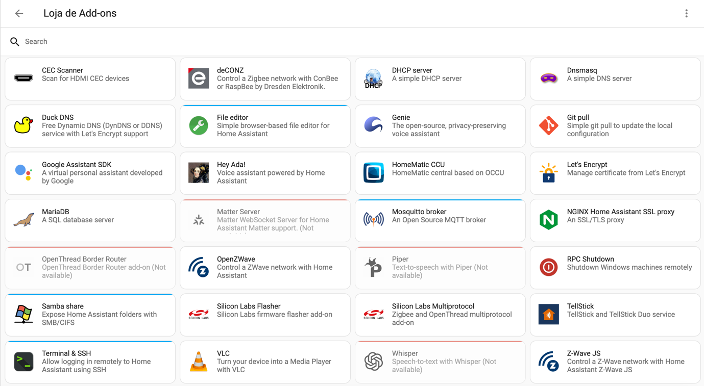 Loja de Add-ons
Search
CEC Scanner
Scan for HDMI CEC devices
deCONZ
Control a Zigbee network with ConBee
or RaspBee by Dresden Elektronik.
DHCP server
A simple DHCP server
DHCP
Dnsmasq
A simple DNS server
Duck DNS
Free Dynamic DNS (DynDNS or DDNS)
service with Let's Encrypt support
File editor
Simple browser-based file editor for
Home Assistant
Genie
The open-source, privacy-preserving
voice assistant
Git pull
Simple git pull to update the local
configuration
Google Assistant SDK
A virtual personal assistant developed
by Google
Hey Ada!
Voice assistant powered by Home
Assistant
HomeMatic CCU
HomeMatic central based on OCCU
Let's Encrypt
Manage certificate from Let's Encrypt
MariaDB
A SQL database server
Matter Server
Matter WebSocket Server for Home
Assistant Matter support. (Not
Mosquitto broker
An Open Source MQTT broker
N
NGINX Home Assistant SSL proxy
An SSL/TLS proxy
OT
OpenThread Border Router
OpenThread Border Router add-on (Not
available)
OpenZWave
Control a ZWave network with Home
Assistant
Piper
Text-to-speech with Piper (Not
available)
RPC Shutdown
Shutdown Windows machines remotely
Samba share
Expose Home Assistant folders with
SMB/CIFS
SILICON LABS
Silicon Labs Flasher
Silicon Labs firmware flasher add-on
SILICON LABS
Silicon Labs Multiprotocol
Zigbee and OpenThread multiprotocol
add-on
TellStick
TellStick and TellStick Duo service
Terminal & SSH
Allow logging in remotely to Home
Assistant using SSH
VLC
Turn your device into a Media Player
with VLC
Whisper
Speech-to-text with Whisper (Not
available)
Z-Wave JS
Control a Z-Wave network with Home
Assistant Z-Wave JS